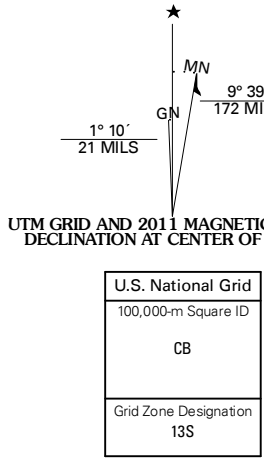 ★
MN
GN
9° 39
172 MI
1° 10´
21 MILS
UTM GRID AND 2011 MAGNETIC
DECLINATION AT CENTER OF
U.S. National Grid
100,000-m Square ID
CB
Grid Zone Designation
13S